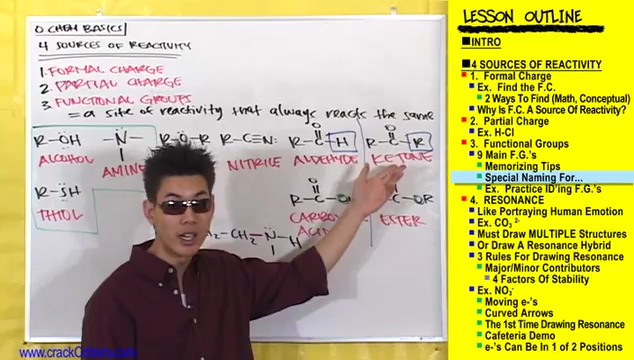 O CHEM BASICS
4 SOURCES OF REACTIVITY
1. FORMAL CHARGE
2. PARTIAL CHARGE
3. FUNCTIONAL GROUPS
= a site of reactivity that always reacts the same
R-ÖH -N̈- R-Ö-R R-C≡N: R-C-H R-C-R
O O
ALCOHOL AMINE NITRILE ALDEHYDE KETONE
R-S̈H R-C-O OR
THIOL ESTER
CH₂-N̈-H
www.crack
LESSON OUTLINE
INTRO
4 SOURCES OF REACTIVITY
1. Formal Charge
Ex. Find the F.C.
2 Ways To Find (Math, Conceptual)
Why Is F.C. A Source Of Reactivity?
2. Partial Charge
Ex. H-Cl
3. Functional Groups
9 Main F.G.'s
Memorizing Tips
Special Naming For...
Ex. Practice ID'ing F.G.'s
4. RESONANCE
Like Portraying Human Emotion
Ex. CO₃²⁻
Must Draw MULTIPLE Structures
Or Draw A Resonance Hybrid
3 Rules For Drawing Resonance
Major/Minor Contributors
4 Factors Of Stability
Ex. NO₃⁻
Moving e-'s
Curved Arrows
The 1st Time Drawing Resonance
Cafeteria Demo
e-'s Can Be In 1 of 2 Positions